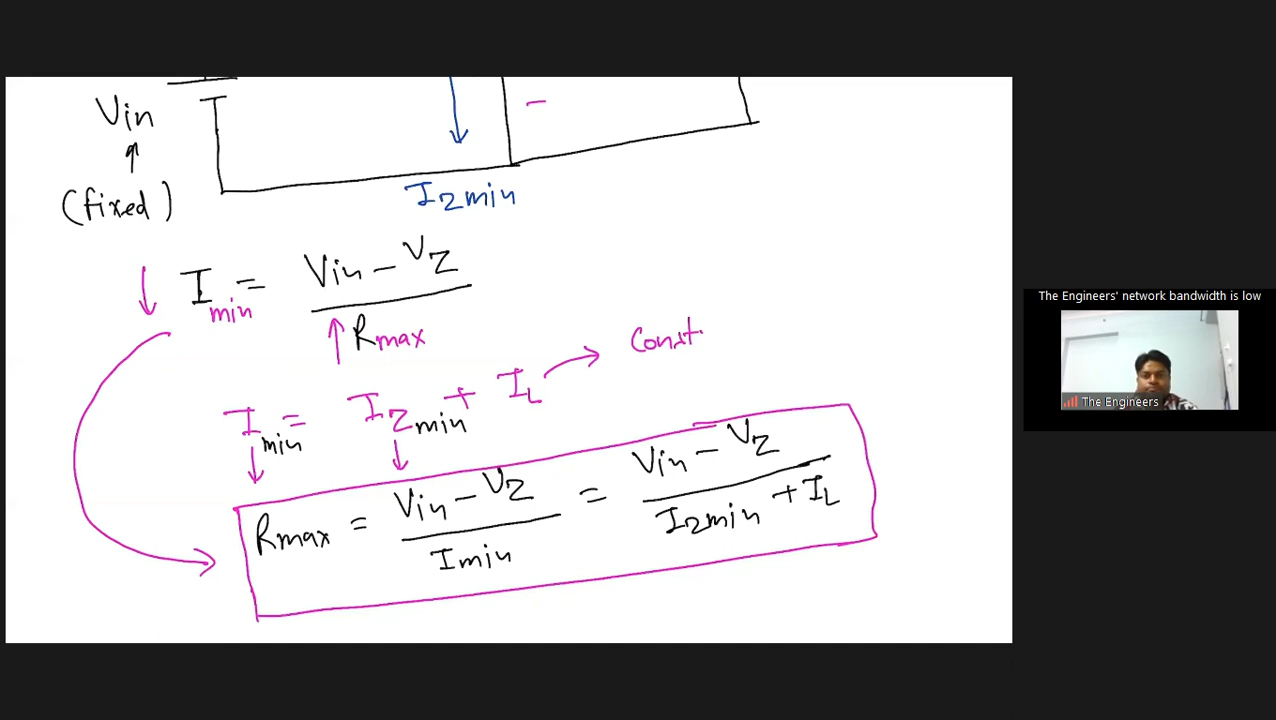 Vin
(fixed)
Izmin
Imin = Vin - Vz / Rmax
const
Imin = Izmin + IL
Rmax = Vin - Vz / Imin = Vin - Vz / Izmin + IL
The Engineers' network bandwidth is low
The Engineers